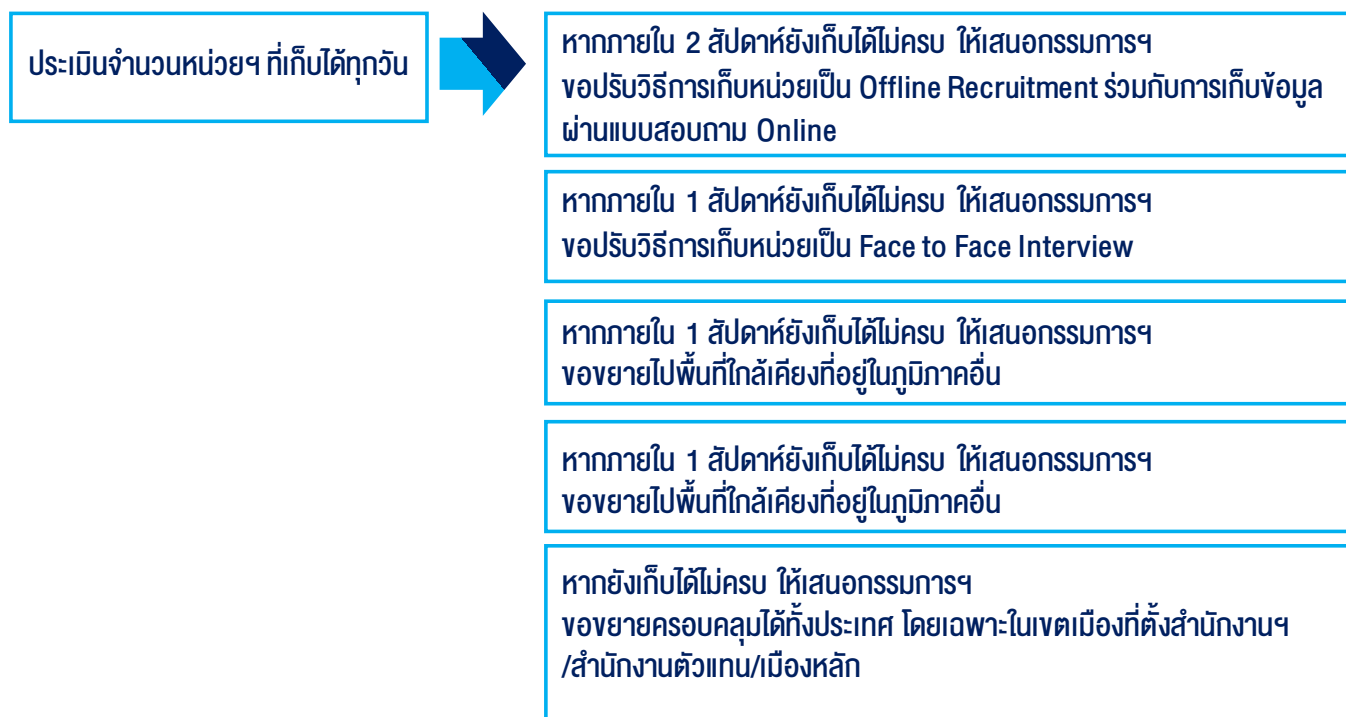 ประเมินจำนวนหน่วยฯ ที่เก็บได้ทุกวัน
หากภายใน 2 สัปดาห์ยังเก็บได้ไม่ครบ ให้เสนอกรรมการฯ
ขอปรับวิธีการเก็บหน่วยเป็น Offline Recruitment ร่วมกับการเก็บข้อมูล
ผ่านแบบสอบถาม Online
หากภายใน 1 สัปดาห์ยังเก็บได้ไม่ครบ ให้เสนอกรรมการฯ
ขอปรับวิธีการเก็บหน่วยเป็น Face to Face Interview
หากภายใน 1 สัปดาห์ยังเก็บได้ไม่ครบ ให้เสนอกรรมการฯ
ขอขยายไปพื้นที่ใกล้เคียงที่อยู่ในภูมิภาคอื่น
หากภายใน 1 สัปดาห์ยังเก็บได้ไม่ครบ ให้เสนอกรรมการฯ
ขอขยายไปพื้นที่ใกล้เคียงที่อยู่ในภูมิภาคอื่น
หากยังเก็บได้ไม่ครบ ให้เสนอกรรมการฯ
ขอขยายครอบคลุมได้ทั้งประเทศ โดยเฉพาะในเขตเมืองที่ตั้งสำนักงานฯ
/สำนักงานตัวแทน/เมืองหลัก